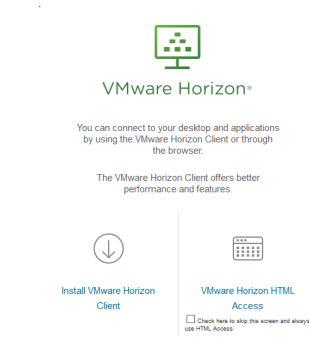 VMware Horizon®
You can connect to your desktop and applications
by using the VMware Horizon Client or through
the browser.
The VMware Horizon Client offers better
performance and features.
Install VMware Horizon
Client
VMware Horizon HTML
Access
Check here to skip this screen and always
use HTML Access.